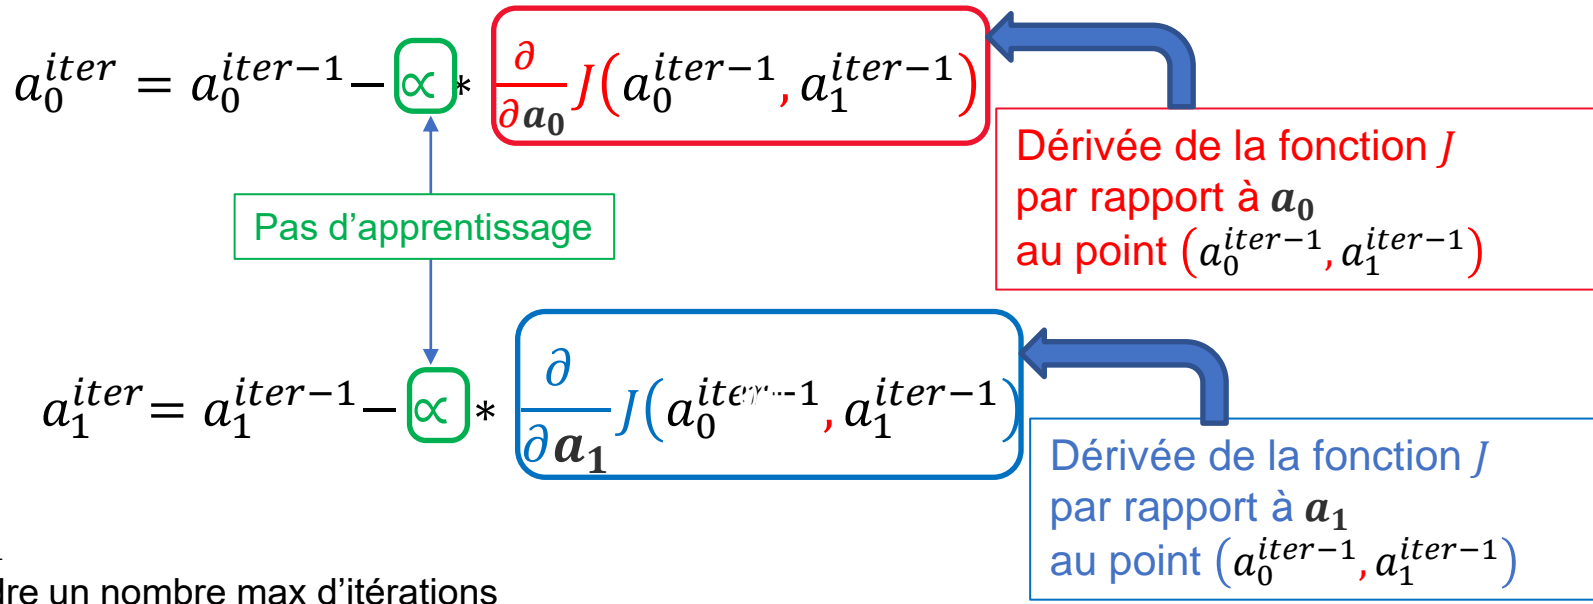 a_0^{iter} = a_0^{iter−1} − ∝ * ∂/∂a_0 J(a_0^{iter−1}, a_1^{iter−1})
Dérivée de la fonction J
par rapport à a_0
au point (a_0^{iter−1}, a_1^{iter−1})
Pas d'apprentissage
a_1^{iter} = a_1^{iter−1} − ∝ * ∂/∂a_1 J(a_0^{iter−1}, a_1^{iter−1})
Dérivée de la fonction J
par rapport à a_1
au point (a_0^{iter−1}, a_1^{iter−1})
un nombre max d'itérations